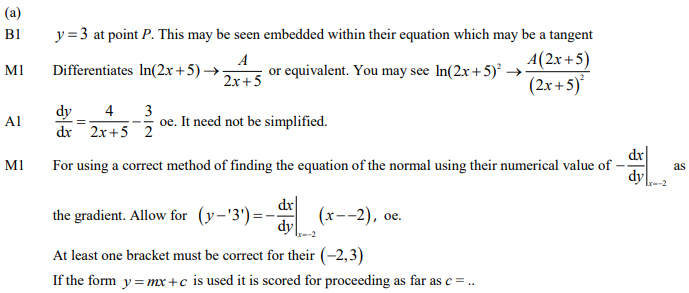 (a)
B1 y = 3 at point P. This may be seen embedded within their equation which may be a tangent
M1 Differentiates ln(2x+5) → A/(2x+5) or equivalent. You may see ln(2x+5)² → A(2x+5)/(2x+5)²
A1 dy/dx = 4/(2x+5) − 3/2 oe. It need not be simplified.
M1 For using a correct method of finding the equation of the normal using their numerical value of −dx/dy|ₓ₌₋₂ as
the gradient. Allow for (y−'3') = −dx/dy|ₓ₌₋₂ (x−−2), oe.
At least one bracket must be correct for their (−2,3)
If the form y = mx + c is used it is scored for proceeding as far as c = ..